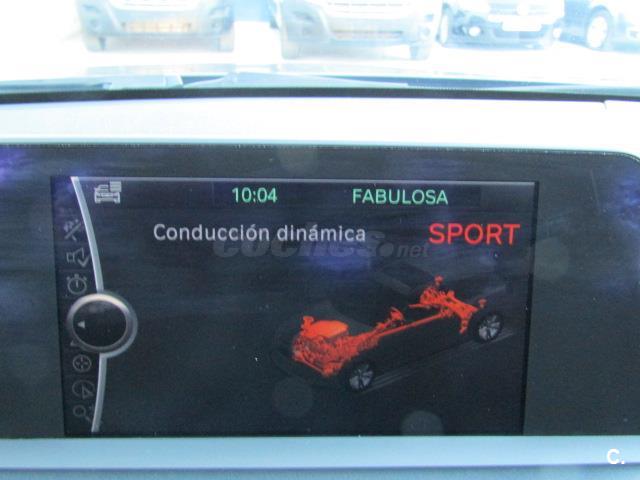 10:04 FABULOSA
Conducción dinámica SPORT
coches.net
C.